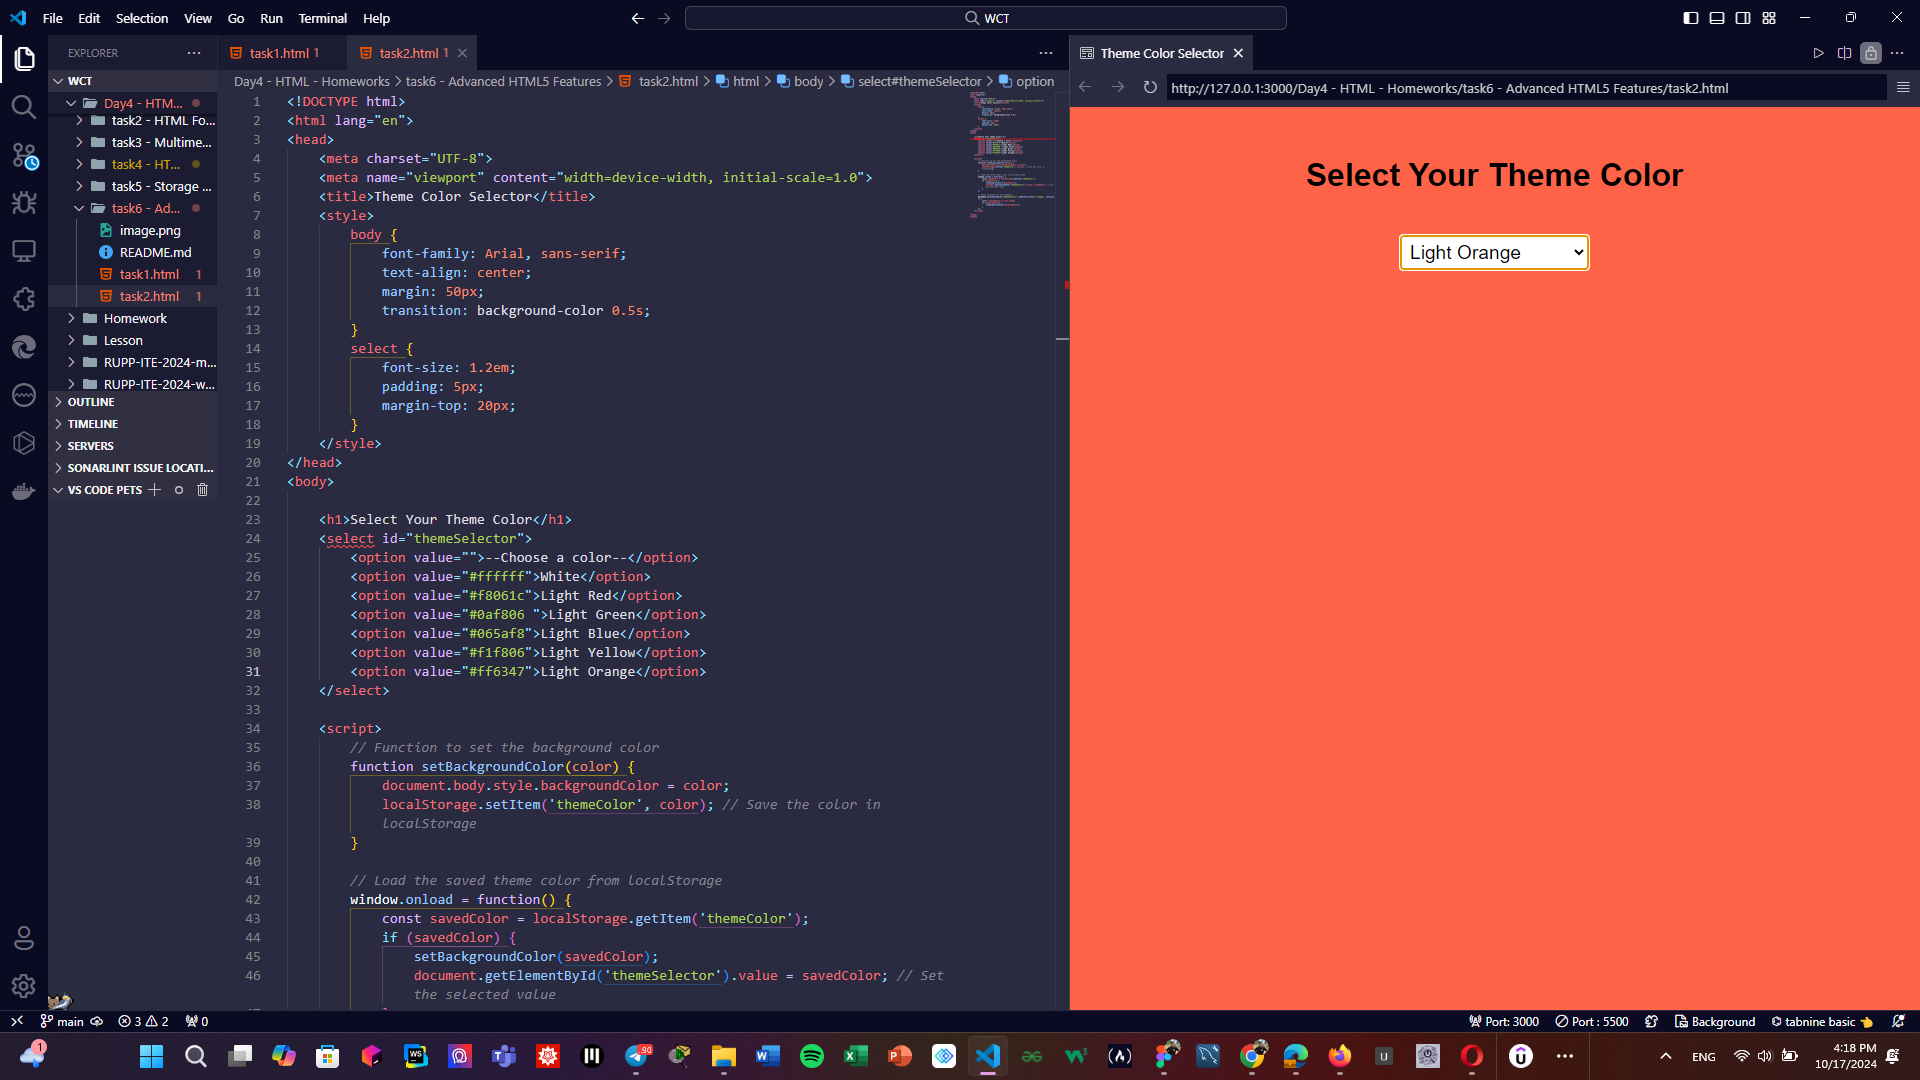 File Edit Selection View Go Run Terminal Help
WCT
EXPLORER
WCT
Day4 - HTM...
task2 - HTML Fo...
task3 - Multime...
task4 - HT...
task5 - Storage ...
task6 - Ad...
image.png
README.md
task1.html 1
task2.html 1
Homework
Lesson
RUPP-ITE-2024-m...
RUPP-ITE-2024-w...
OUTLINE
TIMELINE
SERVERS
SONARLINT ISSUE LOCATI...
VS CODE PETS
task1.html 1 task2.html 1
Day4 - HTML - Homeworks > task6 - Advanced HTML5 Features > task2.html > html > body > select#themeSelector > option
1 <!DOCTYPE html>
2 <html lang="en">
3 <head>
4 <meta charset="UTF-8">
5 <meta name="viewport" content="width=device-width, initial-scale=1.0">
6 <title>Theme Color Selector</title>
7 <style>
8 body {
9 font-family: Arial, sans-serif;
10 text-align: center;
11 margin: 50px;
12 transition: background-color 0.5s;
13 }
14 select {
15 font-size: 1.2em;
16 padding: 5px;
17 margin-top: 20px;
18 }
19 </style>
20 </head>
21 <body>
22
23 <h1>Select Your Theme Color</h1>
24 <select id="themeSelector">
25 <option value="">--Choose a color--</option>
26 <option value="#ffffff">White</option>
27 <option value="#f8061c">Light Red</option>
28 <option value="#0af806 ">Light Green</option>
29 <option value="#065af8">Light Blue</option>
30 <option value="#f1f806">Light Yellow</option>
31 <option value="#ff6347">Light Orange</option>
32 </select>
33
34 <script>
35 // Function to set the background color
36 function setBackgroundColor(color) {
37 document.body.style.backgroundColor = color;
38 localStorage.setItem('themeColor', color); // Save the color in
localStorage
39 }
40
41 // Load the saved theme color from localStorage
42 window.onload = function() {
43 const savedColor = localStorage.getItem('themeColor');
44 if (savedColor) {
45 setBackgroundColor(savedColor);
46 document.getElementById('themeSelector').value = savedColor; // Set
the selected value
Theme Color Selector
http://127.0.0.1:3000/Day4 - HTML - Homeworks/task6 - Advanced HTML5 Features/task2.html
Select Your Theme Color
Light Orange
main 3 2 0
Port: 3000 Port : 5500 Background tabnine basic
1
WS
90
U
ENG
4:18 PM
10/17/2024